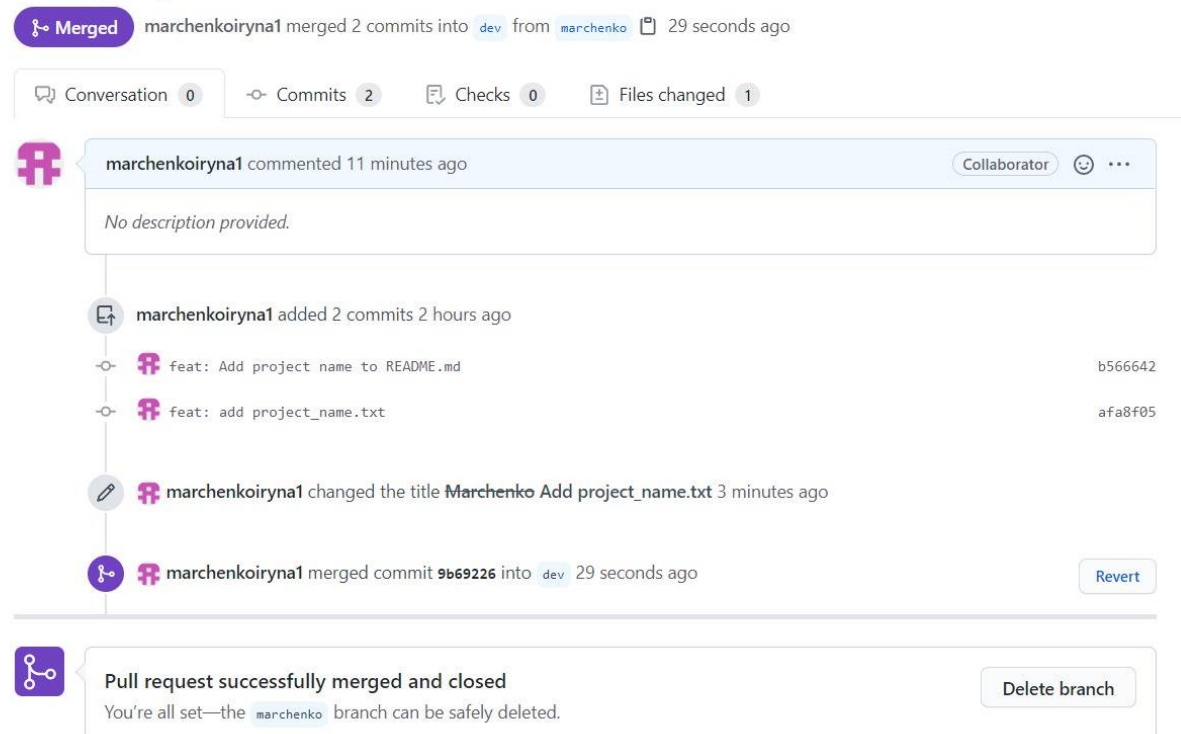 Merged marchenkoiryna1 merged 2 commits into dev from marchenko 29 seconds ago
Conversation 0 Commits 2 Checks 0 Files changed 1
marchenkoiryna1 commented 11 minutes ago Collaborator ...
No description provided.
marchenkoiryna1 added 2 commits 2 hours ago
feat: Add project name to README.md b566642
feat: add project_name.txt afa8f05
marchenkoiryna1 changed the title Marchenko Add project_name.txt 3 minutes ago
marchenkoiryna1 merged commit 9b69226 into dev 29 seconds ago Revert
Pull request successfully merged and closed
You're all set—the marchenko branch can be safely deleted.
Delete branch